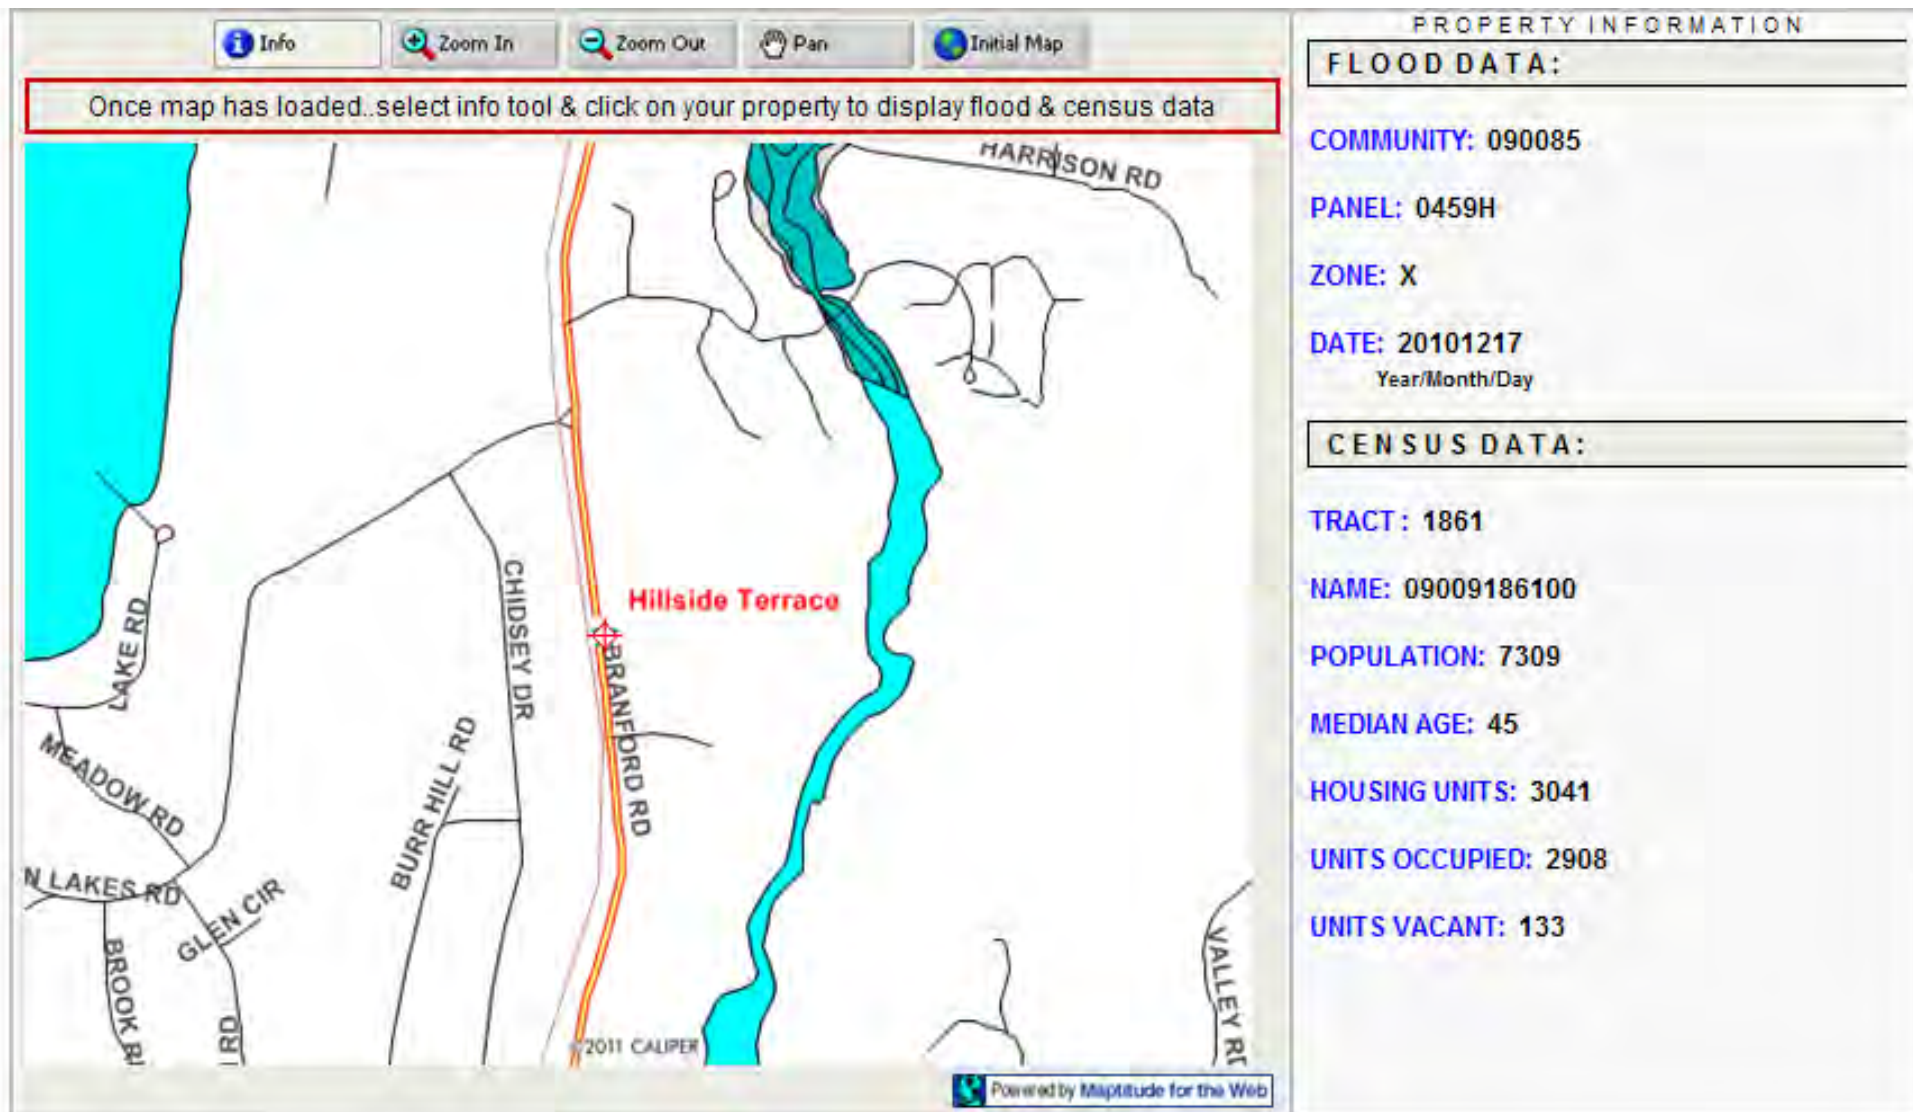 Info
Zoom In
Zoom Out
Pan
Initial Map
Once map has loaded..select info tool & click on your property to display flood & census data
HARRISON RD
CHIDSEY DR
Hillside Terrace
LAKE RD
BRANFORD RD
MEADOW RD
BURR HILL RD
N LAKES RD
GLEN CIR
BROOK
RD
VALLEY RD
©2011 CALIPER
Powered by Maptitude for the Web
PROPERTY INFORMATION
FLOOD DATA:
COMMUNITY: 090085
PANEL: 0459H
ZONE: X
DATE: 20101217
Year/Month/Day
CENSUS DATA:
TRACT : 1861
NAME: 09009186100
POPULATION: 7309
MEDIAN AGE: 45
HOUSING UNITS: 3041
UNITS OCCUPIED: 2908
UNITS VACANT: 133